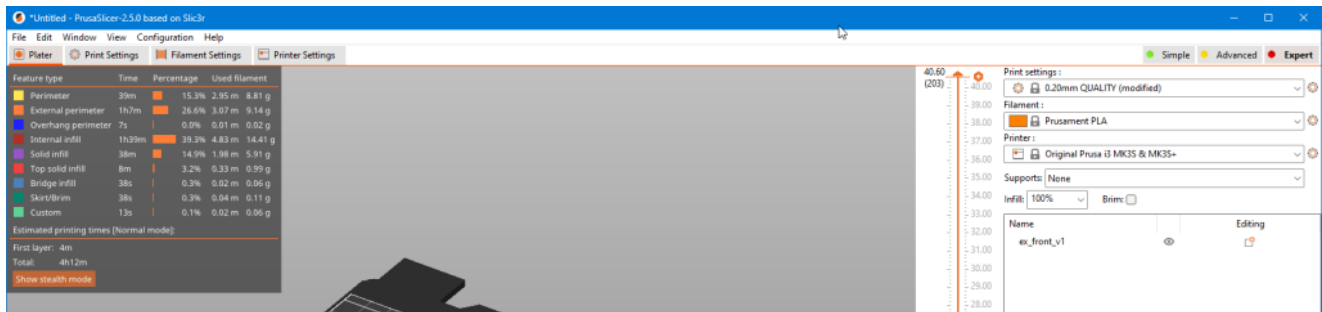 *Untitled - PrusaSlicer-2.5.0 based on Slic3r
File Edit Window View Configuration Help
Plater Print Settings Filament Settings Printer Settings
Simple Advanced Expert
Feature type Time Percentage Used filament
Perimeter 39m 15.3% 2.95 m 8.81 g
External perimeter 1h7m 26.6% 3.07 m 9.14 g
Overhang perimeter 7s 0.0% 0.01 m 0.02 g
Internal infill 1h39m 39.3% 4.83 m 14.41 g
Solid infill 38m 14.9% 1.98 m 5.91 g
Top solid infill 8m 3.2% 0.33 m 0.99 g
Bridge infill 38s 0.3% 0.02 m 0.06 g
Skirt/Brim 38s 0.3% 0.04 m 0.11 g
Custom 13s 0.1% 0.02 m 0.06 g
Estimated printing times [Normal mode]:
First layer: 4m
Total: 4h12m
Show stealth mode
40.60
(203)
40.00
39.00
38.00
37.00
36.00
35.00
34.00
33.00
32.00
31.00
30.00
29.00
28.00
Print settings :
0.20mm QUALITY (modified)
Filament :
Prusament PLA
Printer :
Original Prusa i3 MK3S & MK3S+
Supports: None
Infill: 100% Brim:
Name Editing
ex_front_v1